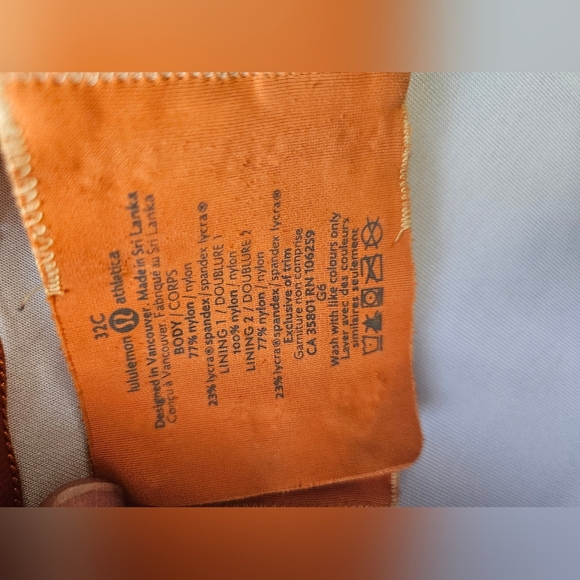 32C
lululemon athletica
Designed in Vancouver. Made in Sri Lanka
Conçu à Vancouver. Fabriqué au Sri Lanka
BODY / CORPS
77% nylon / nylon
23% lycra® spandex / spandex lycra®
LINING 1 / DOUBLURE 1
100% nylon / nylon
LINING 2 / DOUBLURE 2
77% nylon / nylon
23% lycra® spandex / spandex lycra®
Exclusive of trim
Garniture non comprise
CA 35801 RN 106259
G6
Wash with like colours only
Laver avec des couleurs
similaires seulement